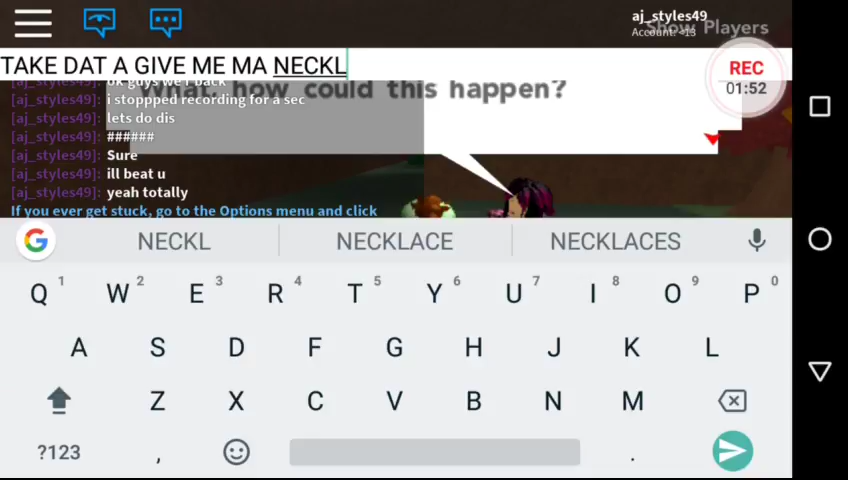 aj_styles49
Account: <13
Show Players
TAKE DAT A GIVE ME MA NECKL
REC
01:52
What, how could this happen?
[aj_styles49]: ok guys we i back
[aj_styles49]: i stoppped recording for a sec
[aj_styles49]: lets do dis
[aj_styles49]: ######
[aj_styles49]: Sure
[aj_styles49]: ill beat u
[aj_styles49]: yeah totally
If you ever get stuck, go to the Options menu and click
G NECKL NECKLACE NECKLACES
Q1 W2 E3 R4 T5 Y6 U7 I8 O9 P0
A S D F G H J K L
Z X C V B N M
?123 , .